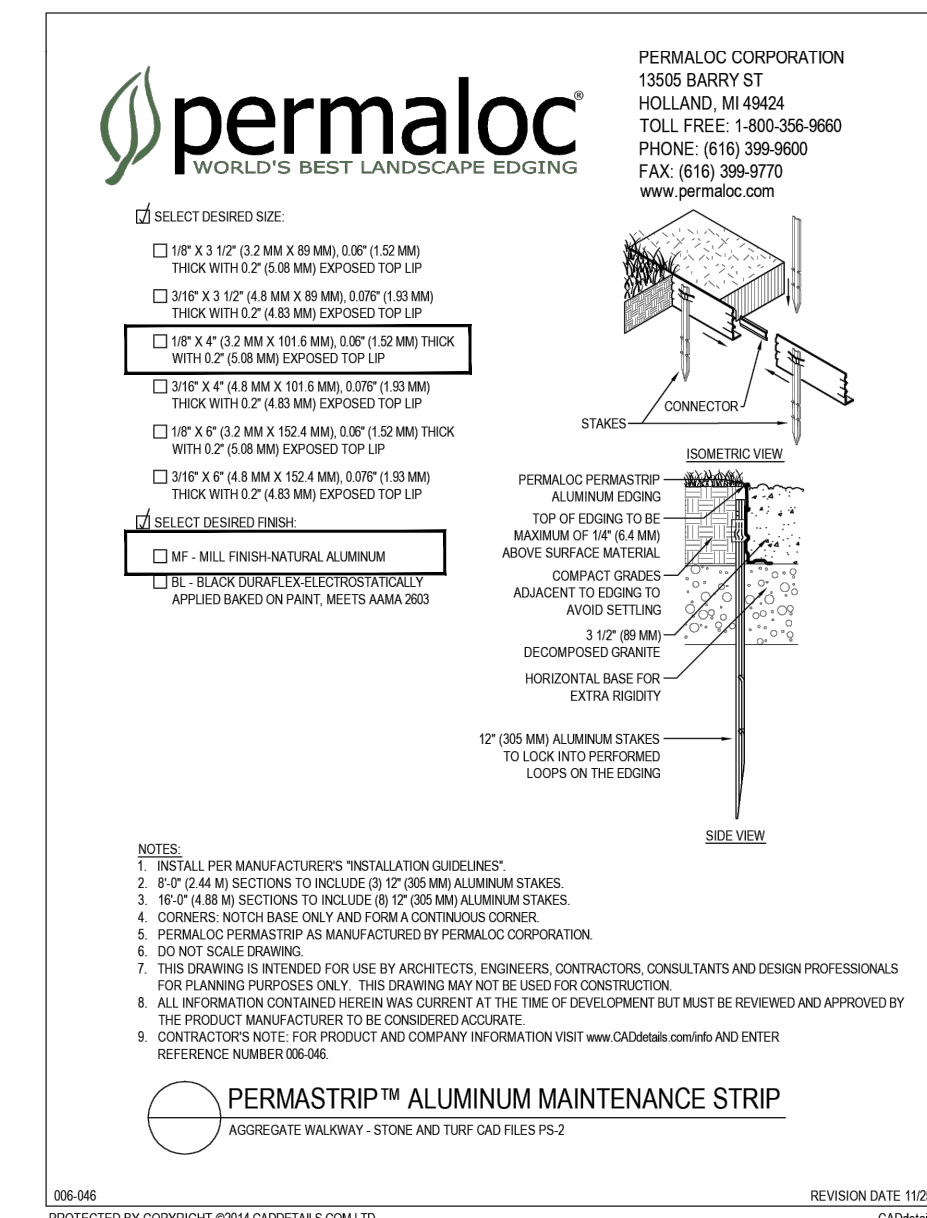 permaloc®
WORLD'S BEST LANDSCAPE EDGING
PERMALOC CORPORATION
13505 BARRY ST
HOLLAND, MI 49424
TOLL FREE: 1-800-356-9660
PHONE: (616) 399-9600
FAX: (616) 399-9770
www.permaloc.com
SELECT DESIRED SIZE:
1/8" X 3 1/2" (3.2 MM X 89 MM), 0.06" (1.52 MM)
THICK WITH 0.2" (5.08 MM) EXPOSED TOP LIP
3/16" X 3 1/2" (4.8 MM X 89 MM), 0.076" (1.93 MM)
THICK WITH 0.2" (4.83 MM) EXPOSED TOP LIP
1/8" X 4" (3.2 MM X 101.6 MM), 0.06" (1.52 MM) THICK
WITH 0.2" (5.08 MM) EXPOSED TOP LIP
3/16" X 4" (4.8 MM X 101.6 MM), 0.076" (1.93 MM)
THICK WITH 0.2" (4.83 MM) EXPOSED TOP LIP
1/8" X 6" (3.2 MM X 152.4 MM), 0.06" (1.52 MM) THICK
WITH 0.2" (5.08 MM) EXPOSED TOP LIP
3/16" X 6" (4.8 MM X 152.4 MM), 0.076" (1.93 MM)
THICK WITH 0.2" (4.83 MM) EXPOSED TOP LIP
SELECT DESIRED FINISH:
MF - MILL FINISH-NATURAL ALUMINUM
BL - BLACK DURAFLEX-ELECTROSTATICALLY
APPLIED BAKED ON PAINT, MEETS AAMA 2603
CONNECTOR
STAKES
ISOMETRIC VIEW
PERMALOC PERMASTRIP
ALUMINUM EDGING
TOP OF EDGING TO BE
MAXIMUM OF 1/4" (6.4 MM)
ABOVE SURFACE MATERIAL
COMPACT GRADES
ADJACENT TO EDGING TO
AVOID SETTLING
3 1/2" (89 MM)
DECOMPOSED GRANITE
HORIZONTAL BASE FOR
EXTRA RIGIDITY
12" (305 MM) ALUMINUM STAKES
TO LOCK INTO PERFORMED
LOOPS ON THE EDGING
SIDE VIEW
NOTES:
1. INSTALL PER MANUFACTURER'S "INSTALLATION GUIDELINES".
2. 8'-0" (2.44 M) SECTIONS TO INCLUDE (3) 12" (305 MM) ALUMINUM STAKES.
3. 16'-0" (4.88 M) SECTIONS TO INCLUDE (8) 12" (305 MM) ALUMINUM STAKES.
4. CORNERS: NOTCH BASE ONLY AND FORM A CONTINUOUS CORNER.
5. PERMALOC PERMASTRIP AS MANUFACTURED BY PERMALOC CORPORATION.
6. DO NOT SCALE DRAWING.
7. THIS DRAWING IS INTENDED FOR USE BY ARCHITECTS, ENGINEERS, CONTRACTORS, CONSULTANTS AND DESIGN PROFESSIONALS
FOR PLANNING PURPOSES ONLY. THIS DRAWING MAY NOT BE USED FOR CONSTRUCTION.
8. ALL INFORMATION CONTAINED HEREIN WAS CURRENT AT THE TIME OF DEVELOPMENT BUT MUST BE REVIEWED AND APPROVED BY
THE PRODUCT MANUFACTURER TO BE CONSIDERED ACCURATE.
9. CONTRACTOR'S NOTE: FOR PRODUCT AND COMPANY INFORMATION VISIT www.CADdetails.com/info AND ENTER
REFERENCE NUMBER 006-046.
PERMASTRIP™ ALUMINUM MAINTENANCE STRIP
AGGREGATE WALKWAY - STONE AND TURF CAD FILES PS-2
006-046
REVISION DATE 11/25
PROTECTED BY COPYRIGHT ©2014 CADDETAILS.COM LTD.